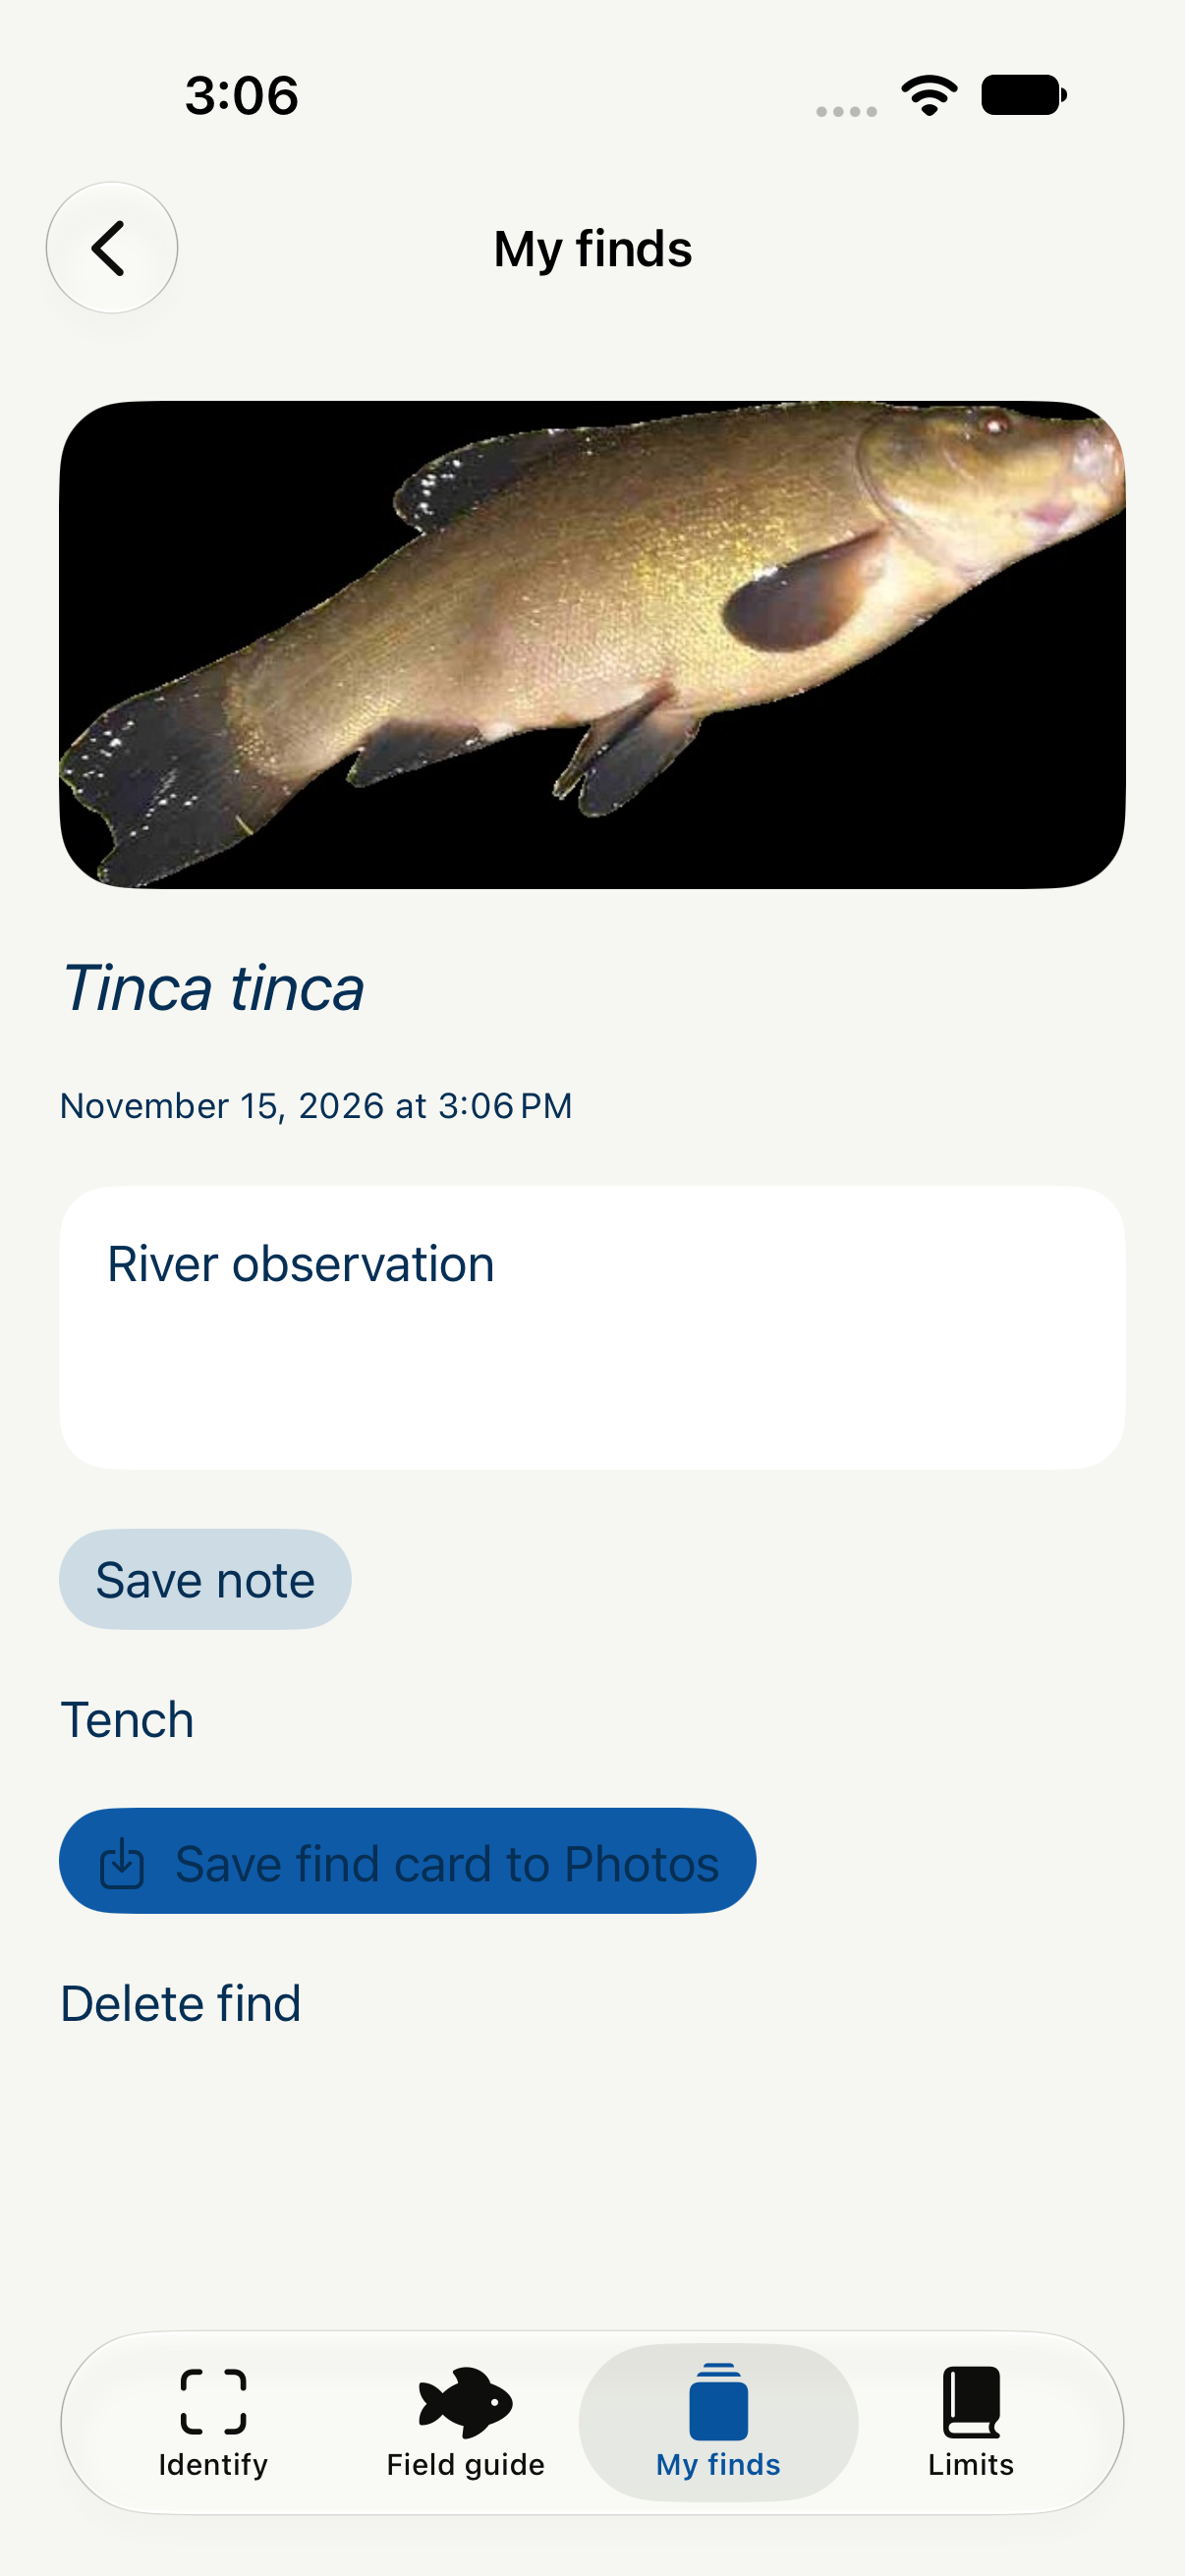 3:06
My finds
Tinca tinca
November 15, 2026 at 3:06 PM
River observation
Save note
Tench
Save find card to Photos
Delete find
Identify
Field guide
My finds
Limits